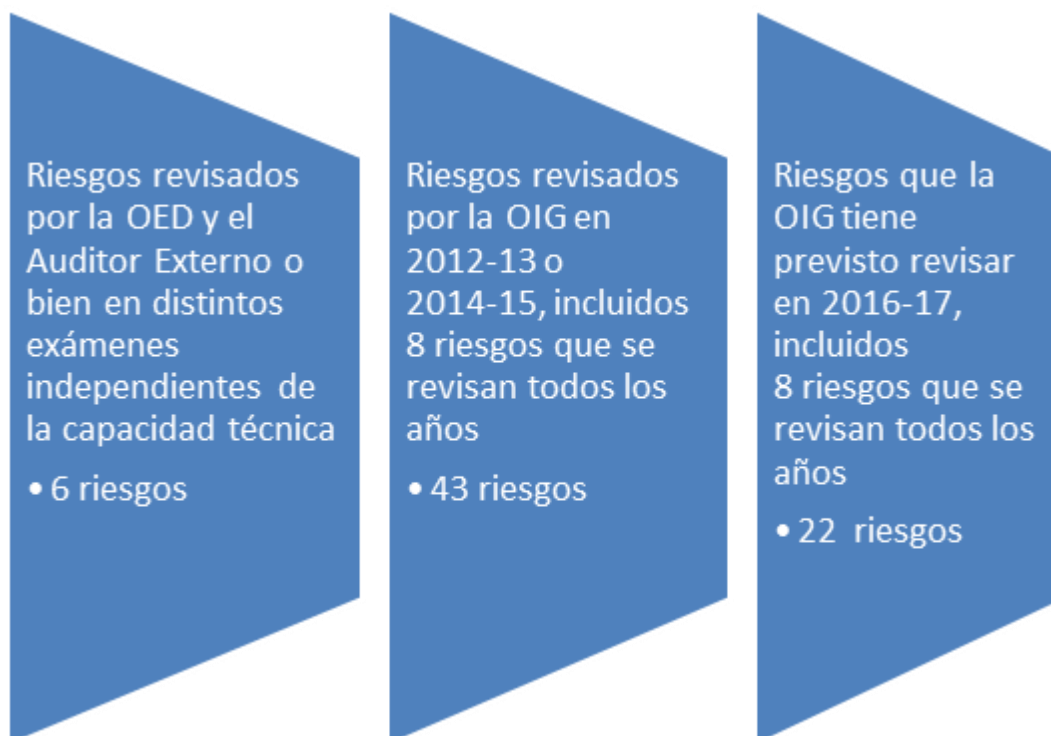 Riesgos revisados
por la OED y el
Auditor Externo o
bien en distintos
exámenes
independientes de
la capacidad técnica
• 6 riesgos
Riesgos revisados
por la OIG en
2012-13 o
2014-15, incluidos
8 riesgos que se
revisan todos los
años
• 43 riesgos
Riesgos que la
OIG tiene
previsto revisar
en 2016-17,
incluidos
8 riesgos que se
revisan todos los
años
• 22 riesgos